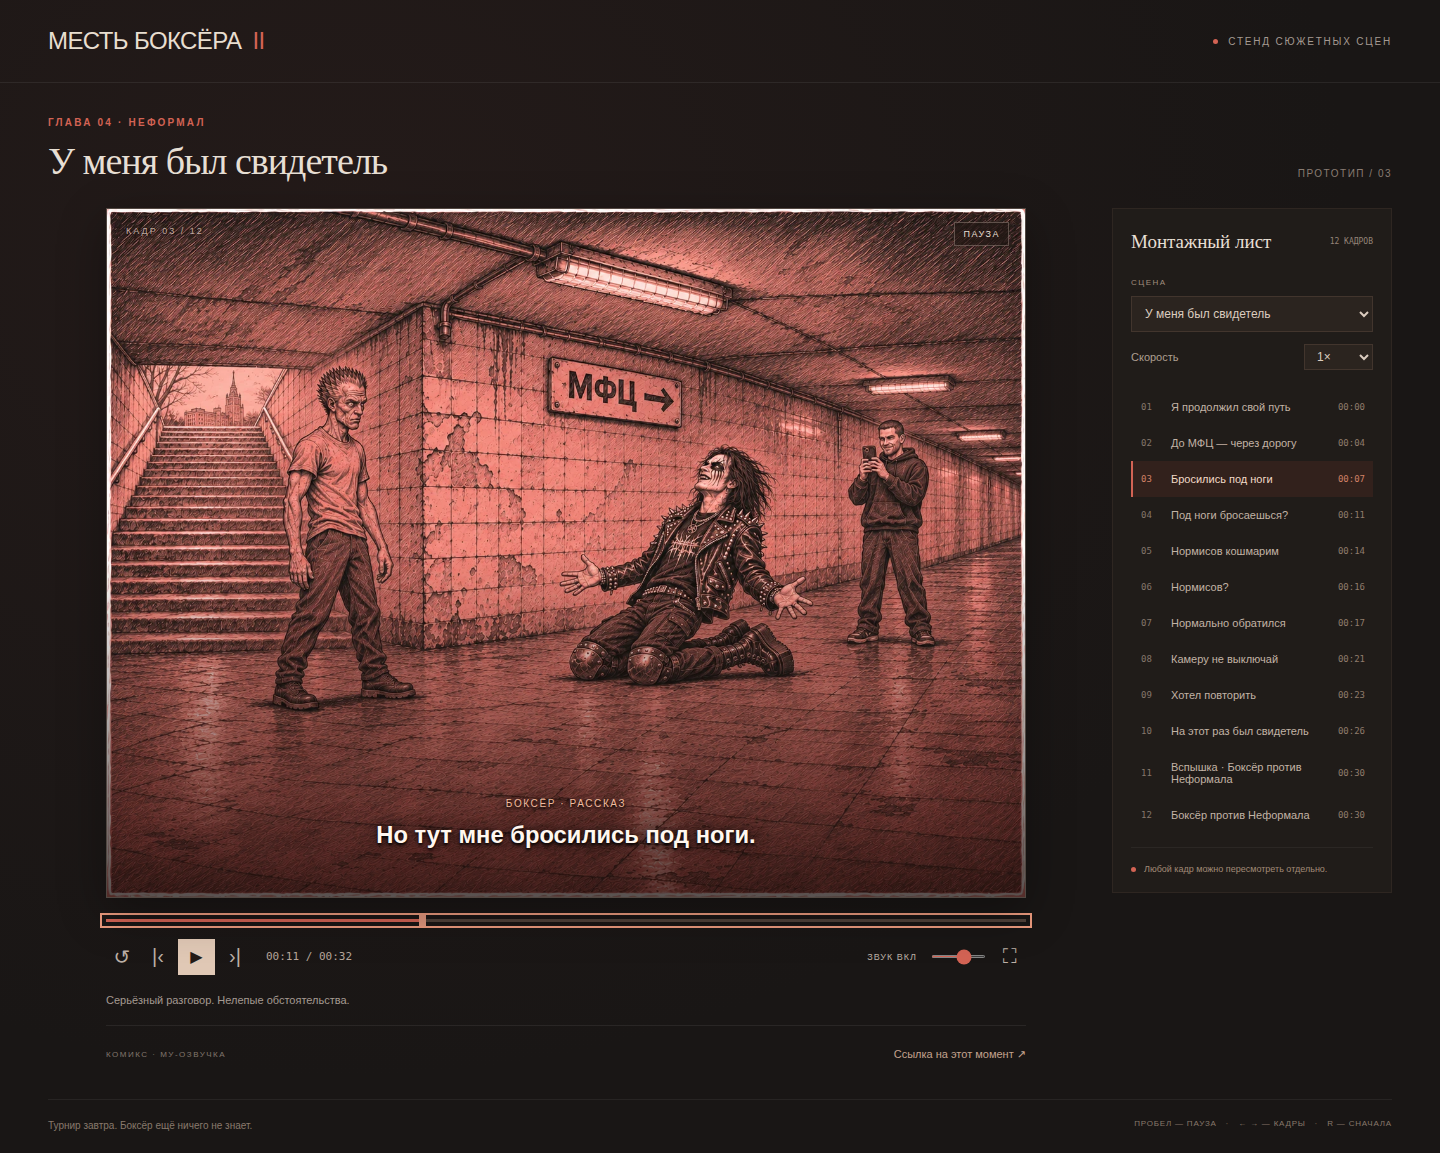 МЕСТЬ БОКСЁРА II
СТЕНД СЮЖЕТНЫХ СЦЕН
ГЛАВА 04 · НЕФОРМАЛ
У меня был свидетель
ПРОТОТИП / 03
КАДР 03 / 12
ПАУЗА
МФЦ →
БОКСЁР · РАССКАЗ
Но тут мне бросились под ноги.
↺ |‹ ▶ ›| 00:11 / 00:32
ЗВУК ВКЛ
Серьёзный разговор. Нелепые обстоятельства.
КОМИКС · МУ-ОЗВУЧКА
Ссылка на этот момент ↗
Монтажный лист
12 КАДРОВ
СЦЕНА
У меня был свидетель
Скорость 1×
01 Я продолжил свой путь 00:00
02 До МФЦ — через дорогу 00:04
03 Бросились под ноги 00:07
04 Под ноги бросаешься? 00:11
05 Нормисов кошмарим 00:14
06 Нормисов? 00:16
07 Нормально обратился 00:17
08 Камеру не выключай 00:21
09 Хотел повторить 00:23
10 На этот раз был свидетель 00:26
11 Вспышка · Боксёр против
Неформала 00:30
12 Боксёр против Неформала 00:30
Любой кадр можно пересмотреть отдельно.
Турнир завтра. Боксёр ещё ничего не знает.
ПРОБЕЛ — ПАУЗА · ← → — КАДРЫ · R — СНАЧАЛА